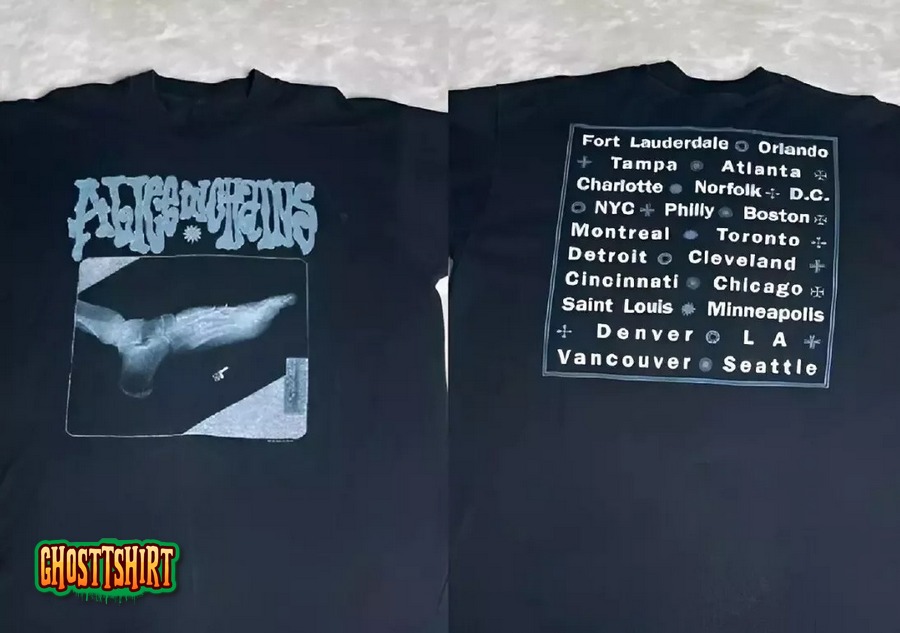 ALICE IN CHAINS
Fort Lauderdale Orlando
Tampa Atlanta
Charlotte Norfolk D.C.
NYC Philly Boston
Montreal Toronto
Detroit Cleveland
Cincinnati Chicago
Saint Louis Minneapolis
Denver L A
Vancouver Seattle
GHOSTTSHIRT